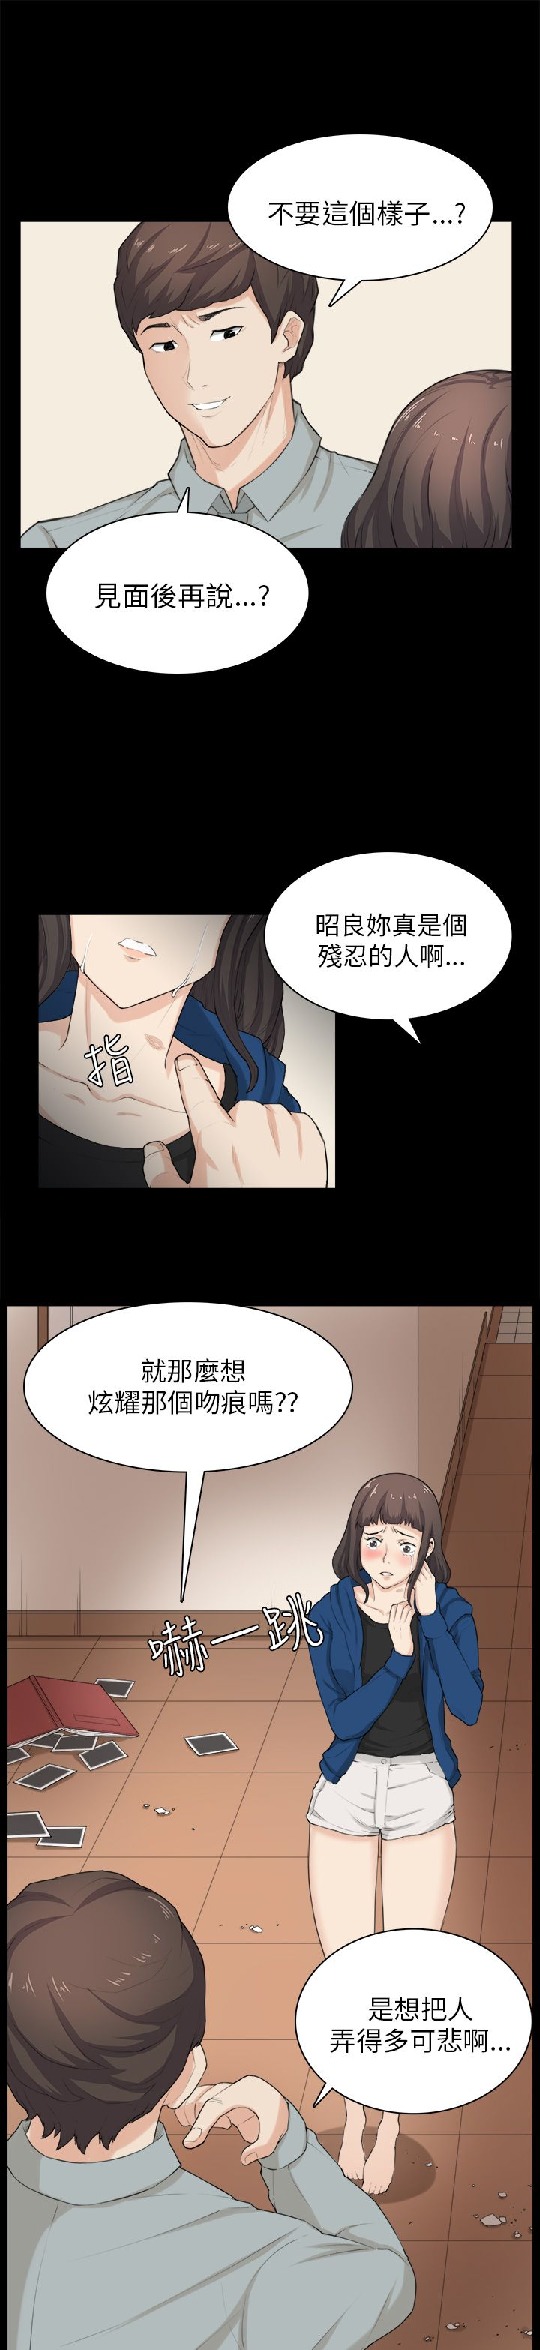 不要這個樣子...?
見面後再說...?
昭良妳真是個
殘忍的人啊...
指
就那麼想
炫耀那個吻痕嗎??
嚇一跳
是想把人
弄得多可悲啊...